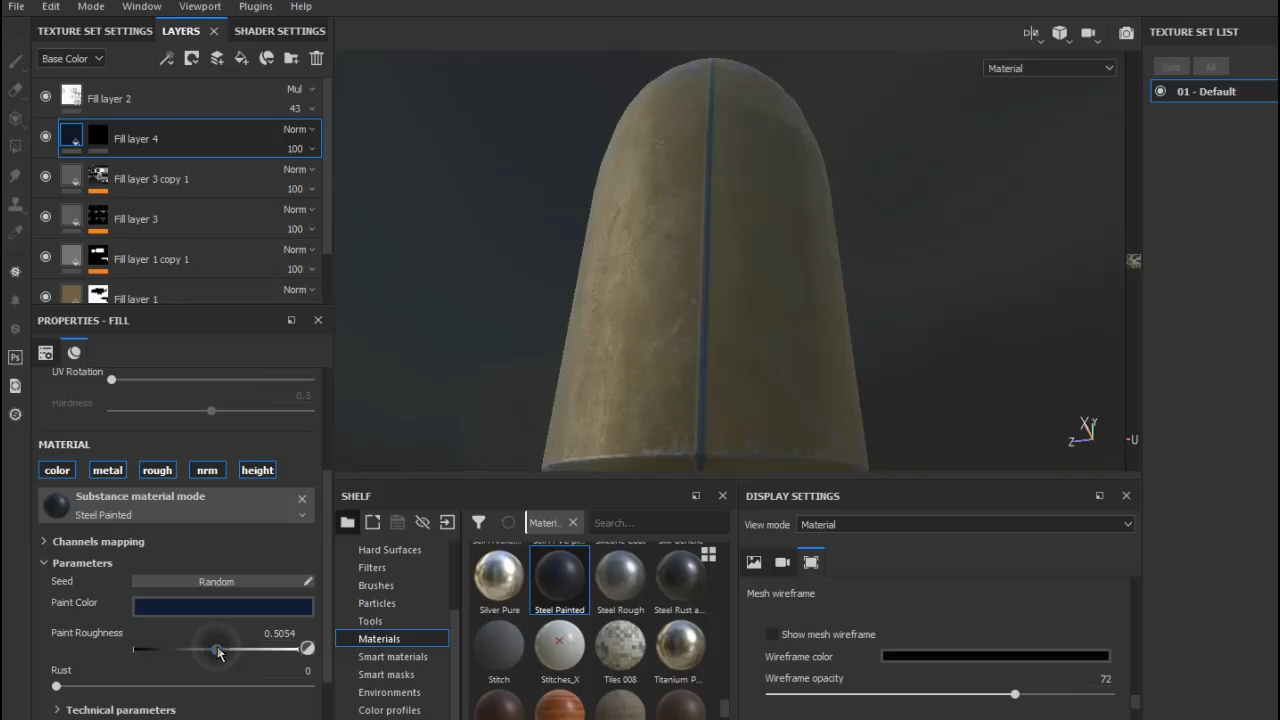 File Edit Mode Window Viewport Plugins Help
TEXTURE SET SETTINGS LAYERS SHADER SETTINGS
TEXTURE SET LIST
Base Color
Material
Solo All
01 - Default
Fill layer 2 Mul 43
Fill layer 4 Norm 100
Fill layer 3 copy 1 Norm 100
Fill layer 3 Norm 100
Fill layer 1 copy 1 Norm 100
Fill layer 1 Norm
PROPERTIES - FILL
UV Rotation
Hardness 0.5
MATERIAL
color metal rough nrm height
Substance material mode
Steel Painted
Channels mapping
Parameters
Seed Random
Paint Color
Paint Roughness 0.5054
Rust 0
Technical parameters
Ps
X Y
Z
-U
SHELF
Materi...
Search...
Hard Surfaces
Filters
Brushes
Particles
Tools
Materials
Smart materials
Smart masks
Environments
Color profiles
Silver Pure Steel Painted Steel Rough Steel Rust a...
Stitch Stitches_X Tiles 008 Titanium P...
DISPLAY SETTINGS
View mode Material
Mesh wireframe
Show mesh wireframe
Wireframe color
Wireframe opacity 72